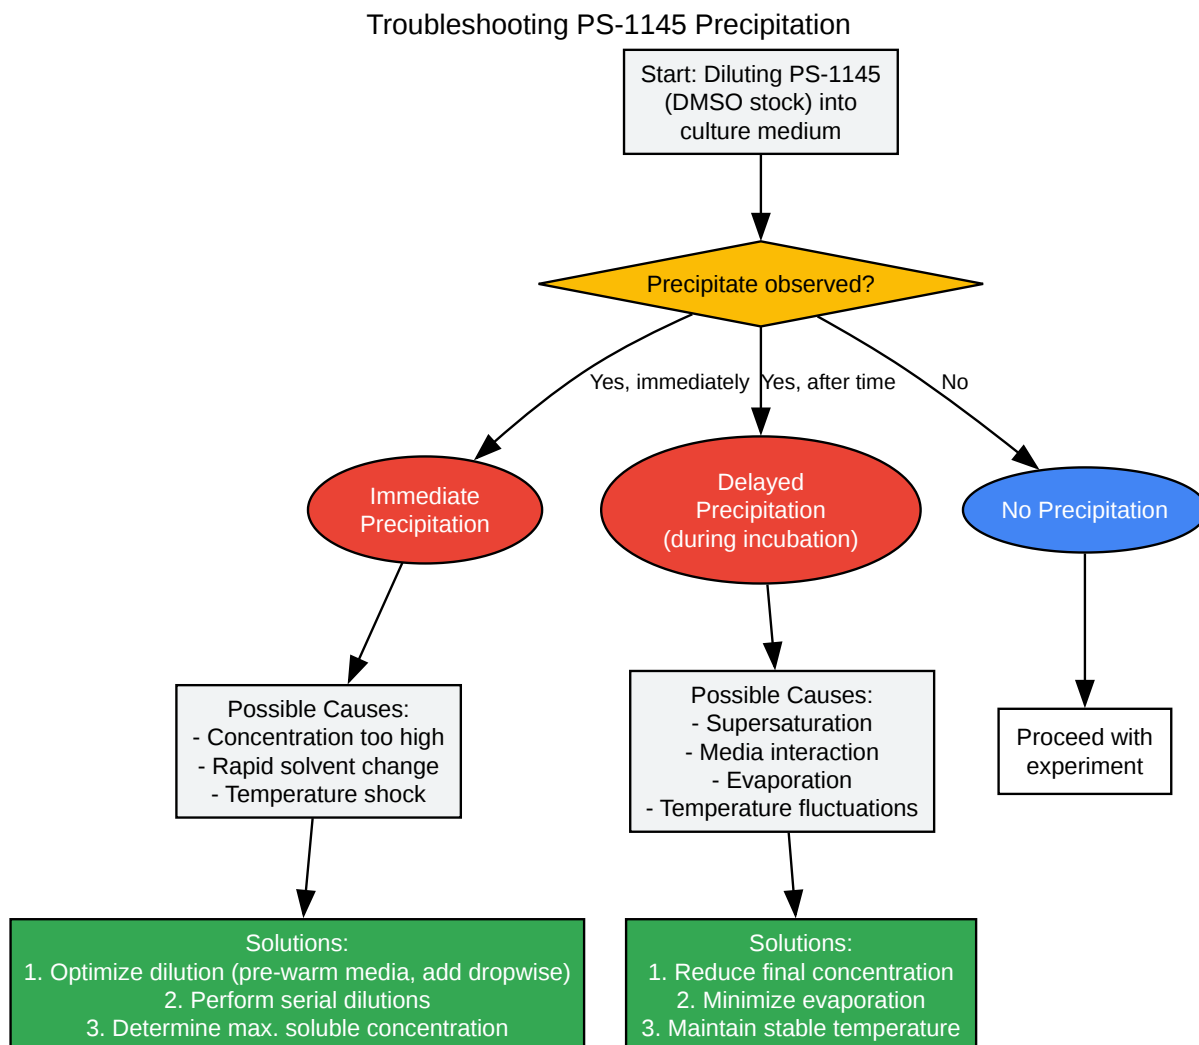 Troubleshooting PS-1145 Precipitation
Start: Diluting PS-1145
(DMSO stock) into
culture medium
Precipitate observed?
Yes, immediately
Yes, after time
No
Immediate
Precipitation
Delayed
Precipitation
(during incubation)
No Precipitation
Possible Causes:
- Concentration too high
- Rapid solvent change
- Temperature shock
Possible Causes:
- Supersaturation
- Media interaction
- Evaporation
- Temperature fluctuations
Proceed with
experiment
Solutions:
1. Optimize dilution (pre-warm media, add dropwise)
2. Perform serial dilutions
3. Determine max. soluble concentration
Solutions:
1. Reduce final concentration
2. Minimize evaporation
3. Maintain stable temperature